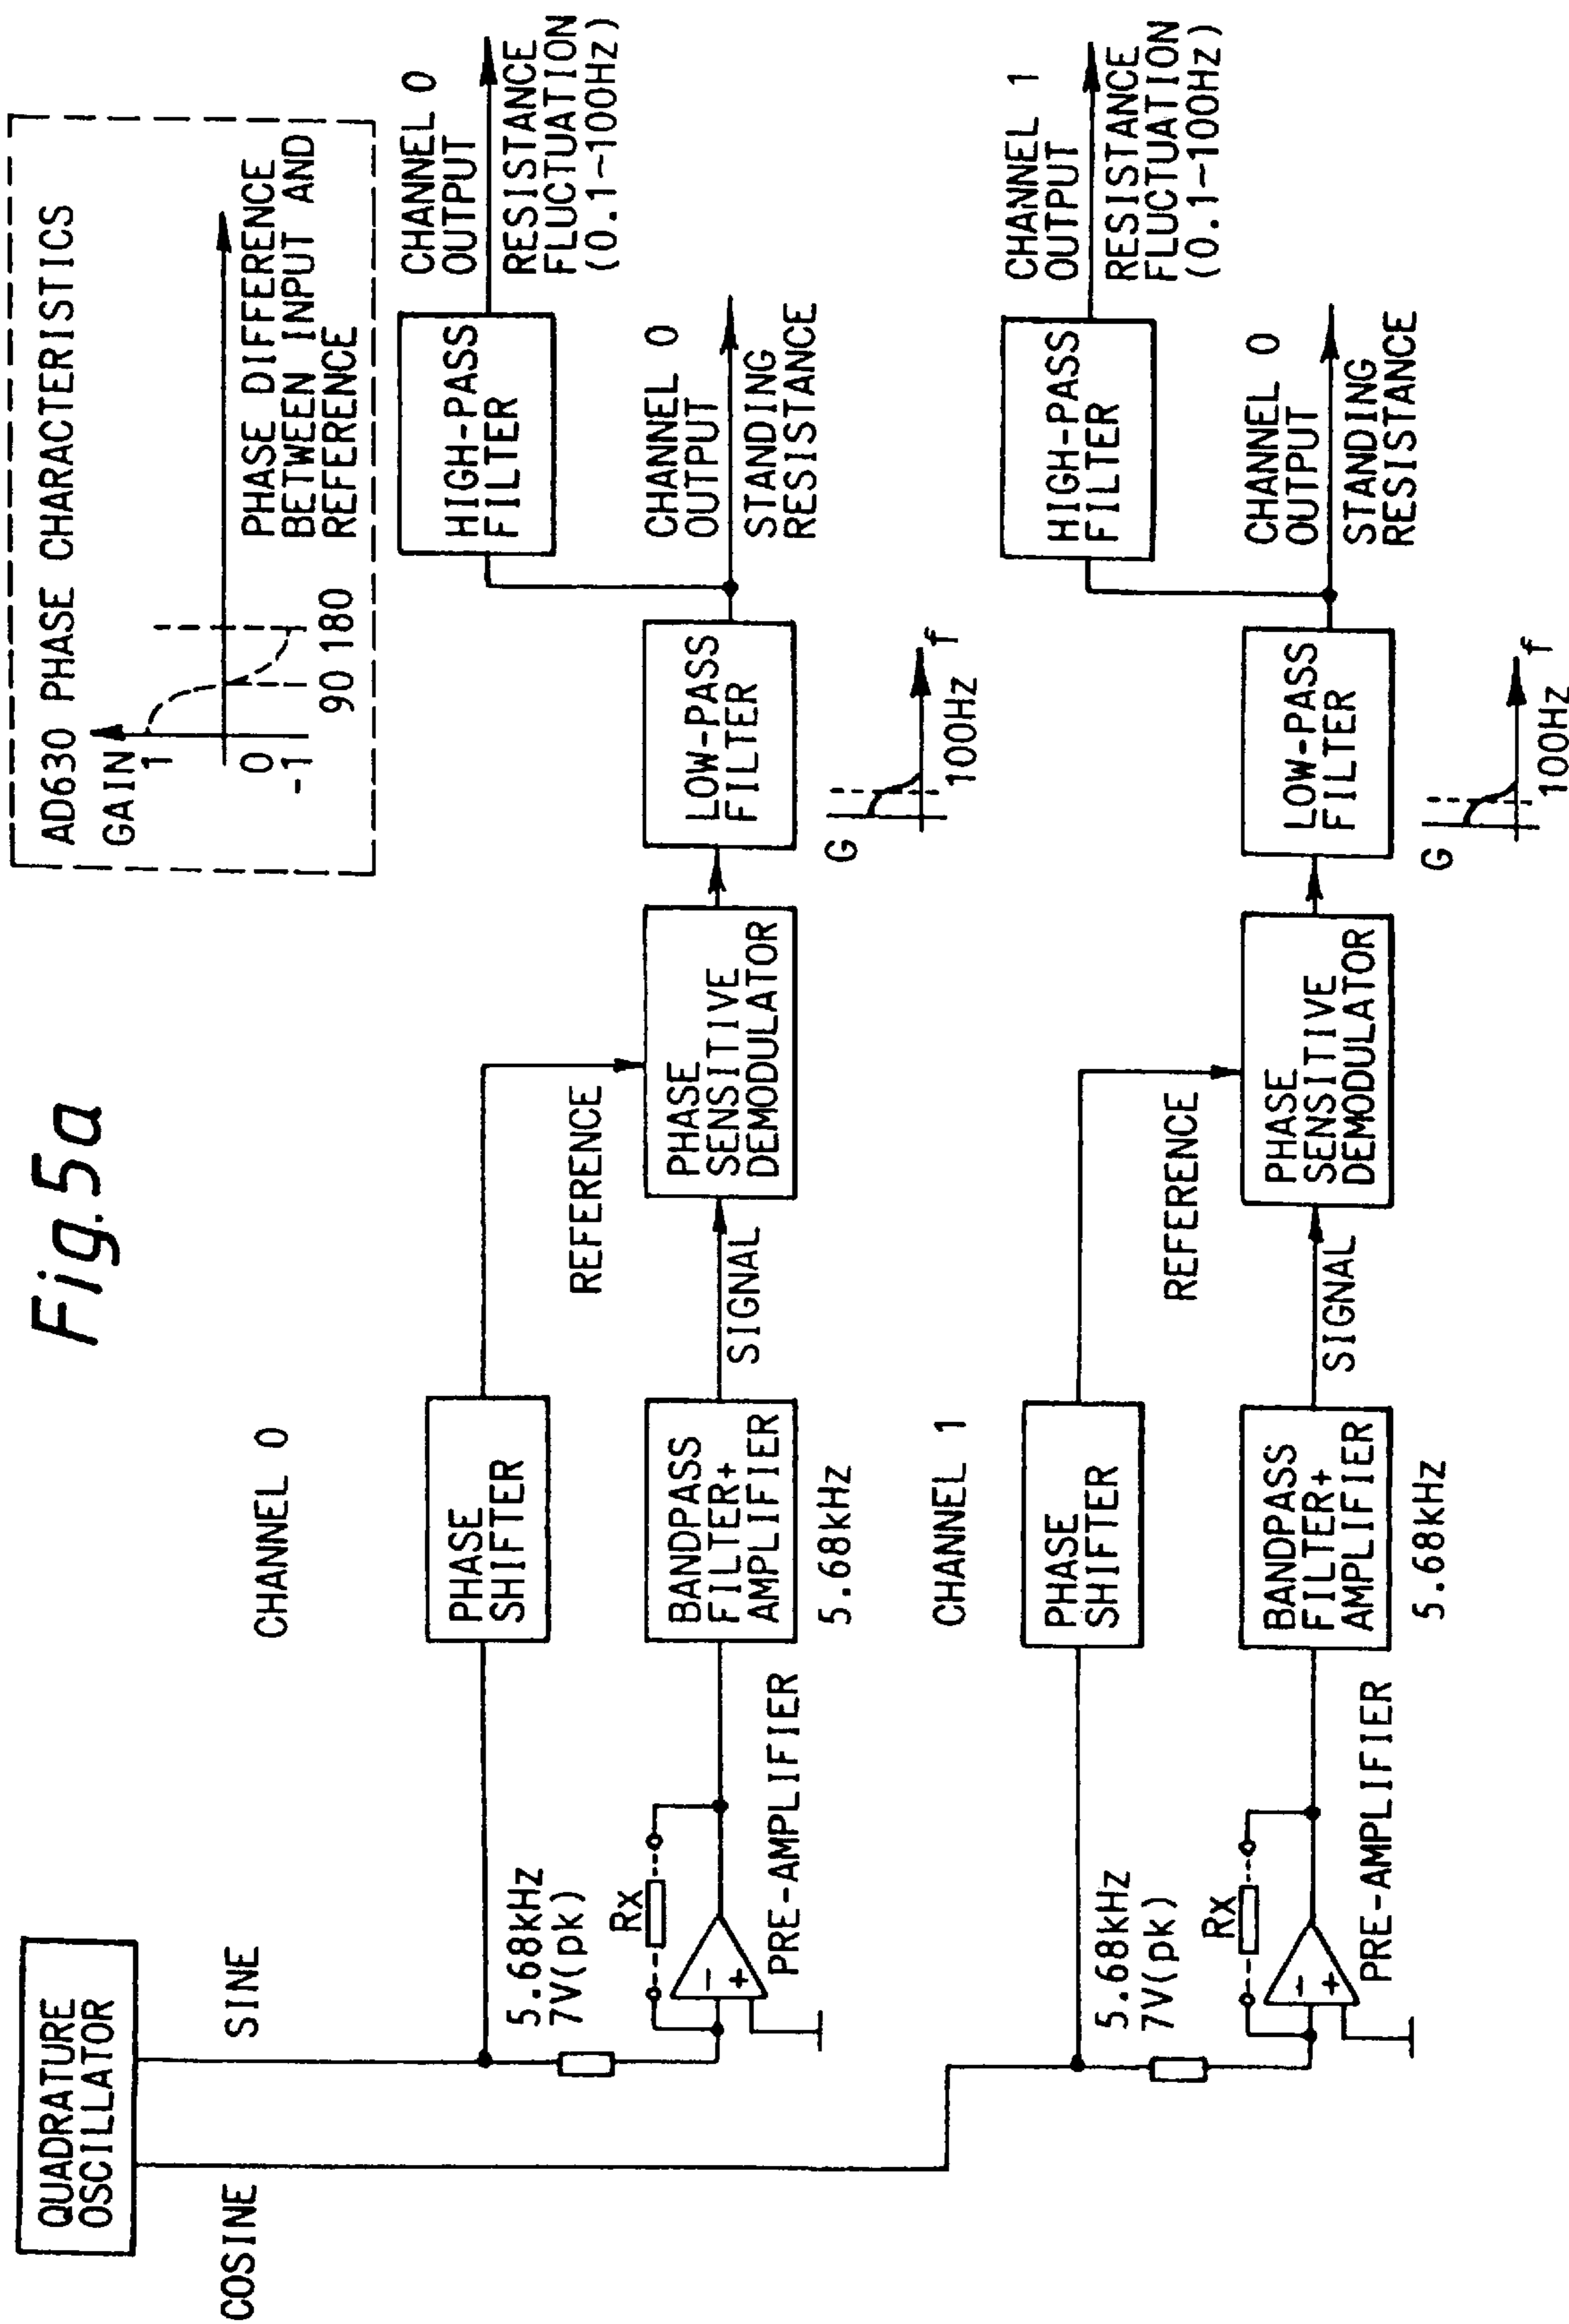 Fig.5a
QUADRATURE
OSCILLATOR
COSINE
SINE
AD630 PHASE CHARACTERISTICS
GAIN
1
0
-1
90 180
PHASE DIFFERENCE
BETWEEN INPUT AND
REFERENCE
CHANNEL 0
5.68kHz
7V(pk)
Rx
PRE-AMPLIFIER
PHASE
SHIFTER
BANDPASS
FILTER+
AMPLIFIER
5.68kHz
REFERENCE
SIGNAL
PHASE
SENSITIVE
DEMODULATOR
LOW-PASS
FILTER
G
f
100Hz
HIGH-PASS
FILTER
CHANNEL 0
OUTPUT
RESISTANCE
FLUCTUATION
(0.1~100Hz)
CHANNEL 0
OUTPUT
STANDING
RESISTANCE
CHANNEL 1
5.68kHz
7V(pk)
Rx
PRE-AMPLIFIER
PHASE
SHIFTER
BANDPASS
FILTER+
AMPLIFIER
5.68kHz
REFERENCE
SIGNAL
PHASE
SENSITIVE
DEMODULATOR
LOW-PASS
FILTER
G
f
100Hz
HIGH-PASS
FILTER
CHANNEL 1
OUTPUT
RESISTANCE
FLUCTUATION
(0.1~100Hz)
CHANNEL 0
OUTPUT
STANDING
RESISTANCE